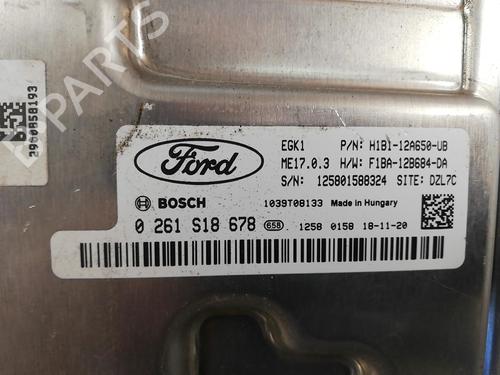 2900858193
Ford
EGK1 P/N: H1B1-12A650-UB
ME17.0.3 H/W: F1BA-12B684-DA
S/N: 125801588324 SITE: DZL7C
BOSCH 1039T08133 Made in Hungary
0 261 S18 678 658 1258 0158 18-11-20
B-PARTS